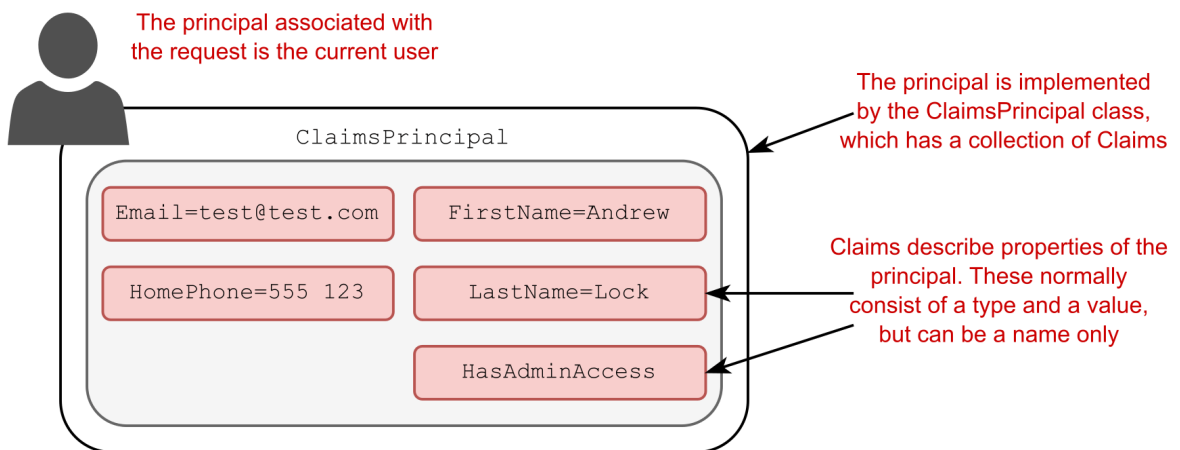 The principal associated with
the request is the current user
The principal is implemented
by the ClaimsPrincipal class,
which has a collection of Claims
ClaimsPrincipal
Email=test@test.com
FirstName=Andrew
HomePhone=555 123
LastName=Lock
HasAdminAccess
Claims describe properties of the
principal. These normally
consist of a type and a value,
but can be a name only